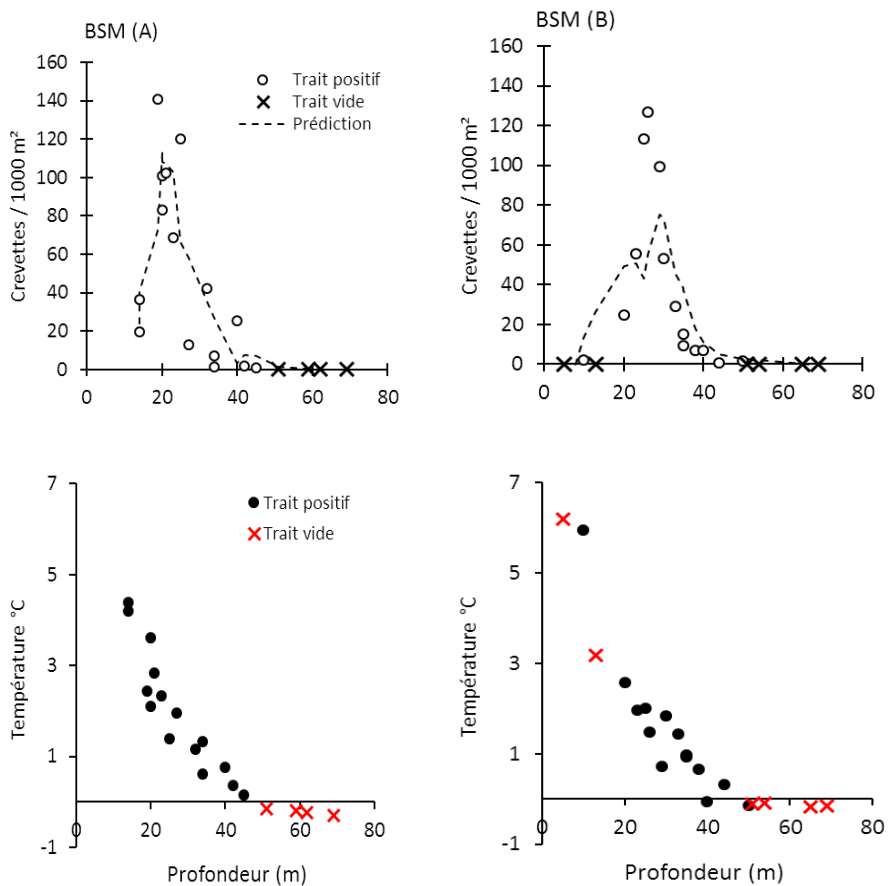 BSM (A)
160
140
120
100
80
60
40
20
0
Crevettes / 1000 m²
Trait positif
Trait vide
Prédiction
0 20 40 60 80
BSM (B)
160
140
120
100
80
60
40
20
0
Crevettes / 1000 m²
0 20 40 60 80
7
5
3
1
-1
Température °C
Trait positif
Trait vide
0 20 40 60 80
Profondeur (m)
7
5
3
1
-1
Température °C
0 20 40 60 80
Profondeur (m)